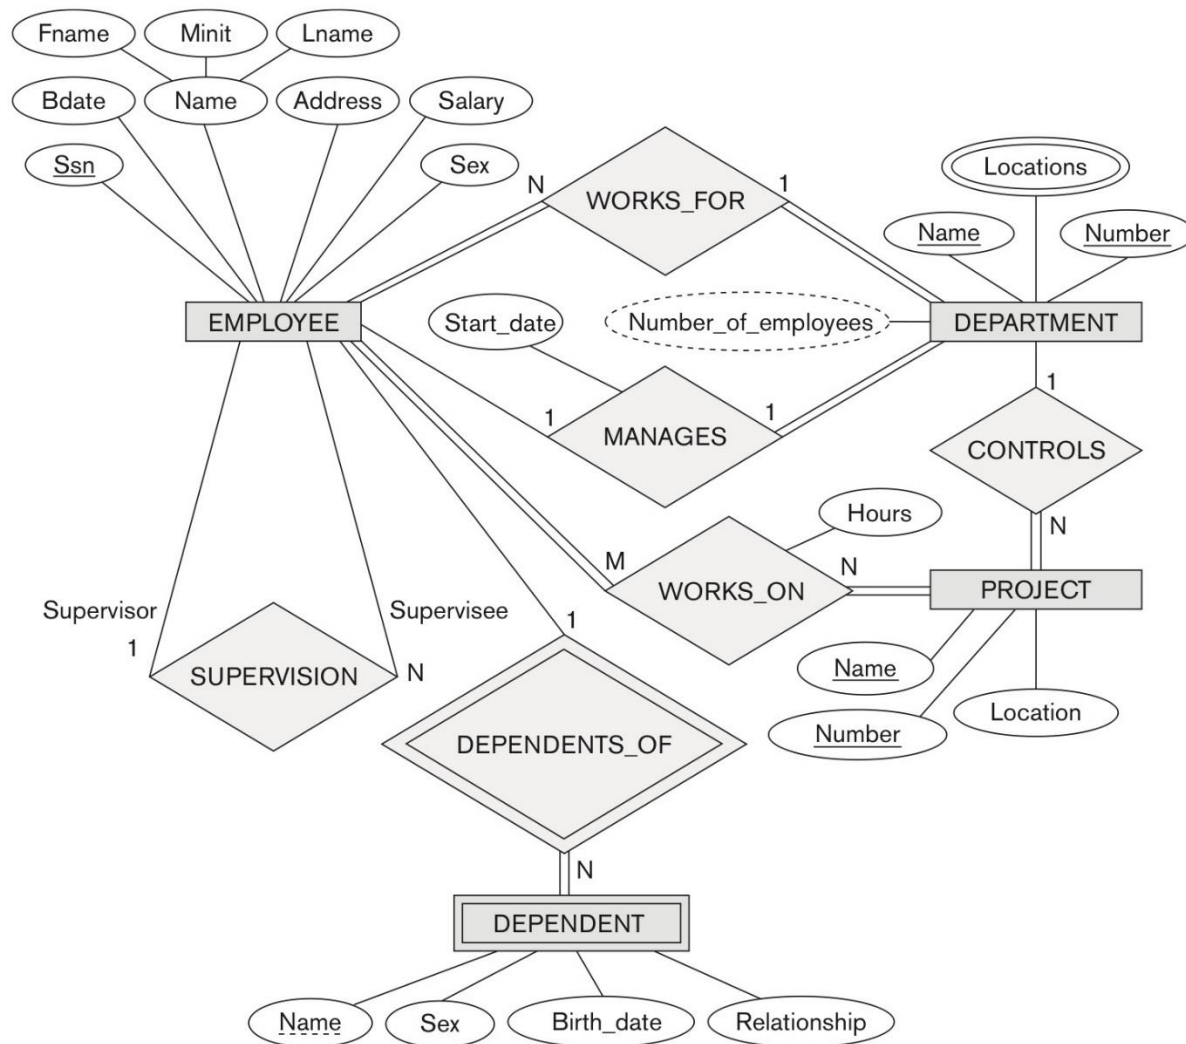 Fname
Minit
Lname
Bdate
Name
Address
Salary
Ssn
Sex
N
WORKS_FOR
1
Locations
Name
Number
EMPLOYEE
Start_date
Number_of_employees
DEPARTMENT
1
MANAGES
1
1
CONTROLS
N
Hours
M
WORKS_ON
N
PROJECT
Supervisor
1
SUPERVISION
Supervisee
N
1
Name
Number
Location
DEPENDENTS_OF
N
DEPENDENT
Name
Sex
Birth_date
Relationship